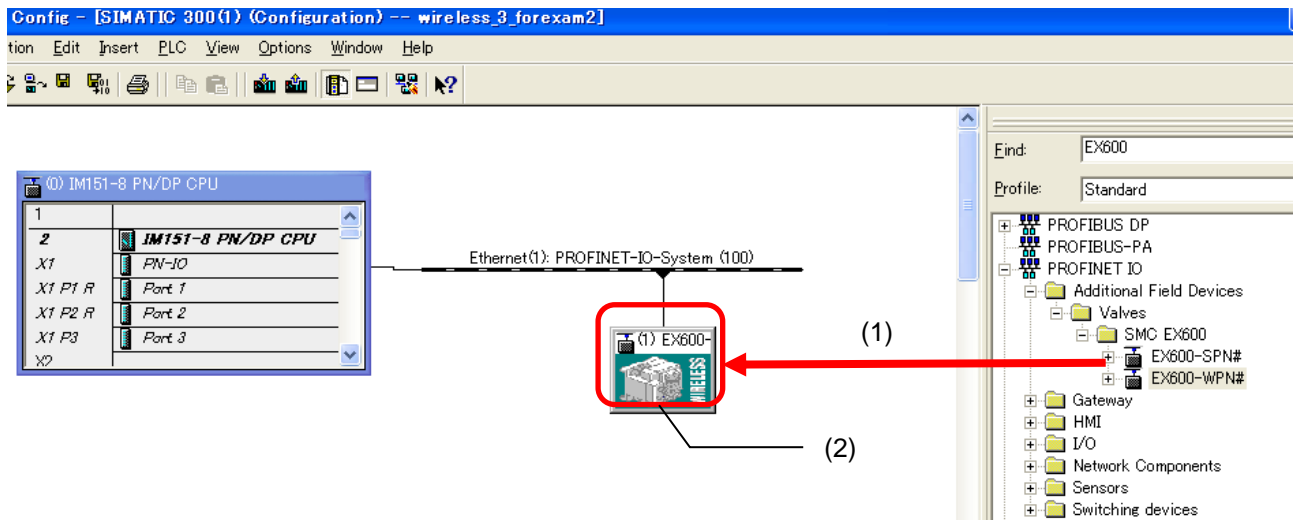 Config - [SIMATIC 300(1) (Configuration) -- wireless_3_forexam2]
tion Edit Insert PLC View Options Window Help
Find: EX600
Profile: Standard
(0) IM151-8 PN/DP CPU
1
2 IM151-8 PN/DP CPU
X1 PN-IO
X1 P1 R Port 1
X1 P2 R Port 2
X1 P3 Port 3
X2
Ethernet(1): PROFINET-IO-System (100)
(1) EX600-
WIRELESS
(1)
(2)
PROFIBUS DP
PROFIBUS-PA
PROFINET IO
Additional Field Devices
Valves
SMC EX600
EX600-SPN#
EX600-WPN#
Gateway
HMI
I/O
Network Components
Sensors
Switching devices